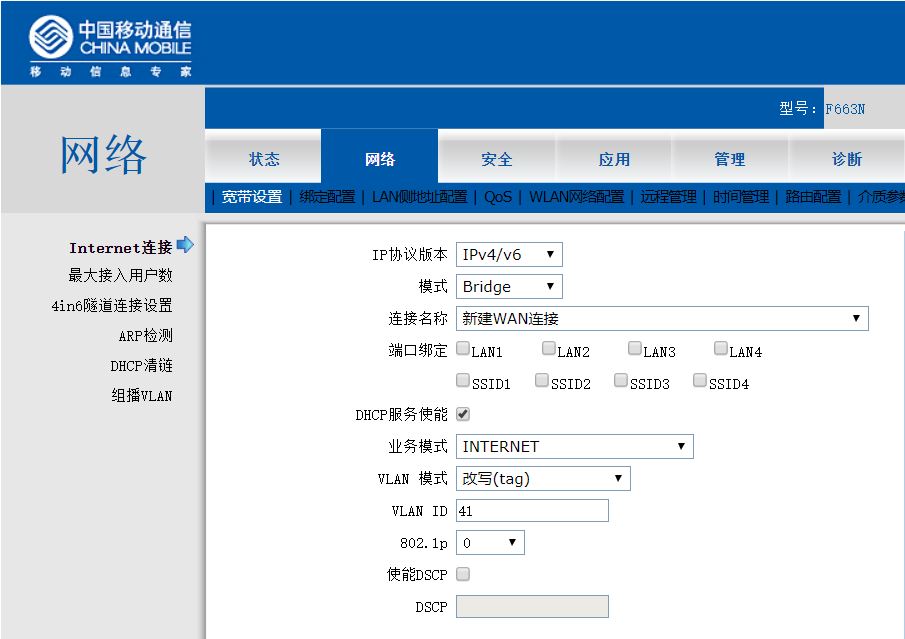 中国移动通信
CHINA MOBILE
移动信息专家
型号: F663N
网络
状态 网络 安全 应用 管理 诊断
| 宽带设置 | 绑定配置 | LAN侧地址配置 | QoS | WLAN网络配置 | 远程管理 | 时间管理 | 路由配置 | 介质参数
Internet连接
最大接入用户数
4in6隧道连接设置
ARP检测
DHCP清链
组播VLAN
IP协议版本 IPv4/v6
模式 Bridge
连接名称 新建WAN连接
端口绑定 LAN1 LAN2 LAN3 LAN4
SSID1 SSID2 SSID3 SSID4
DHCP服务使能
业务模式 INTERNET
VLAN 模式 改写(tag)
VLAN ID 41
802.1p 0
使能DSCP
DSCP